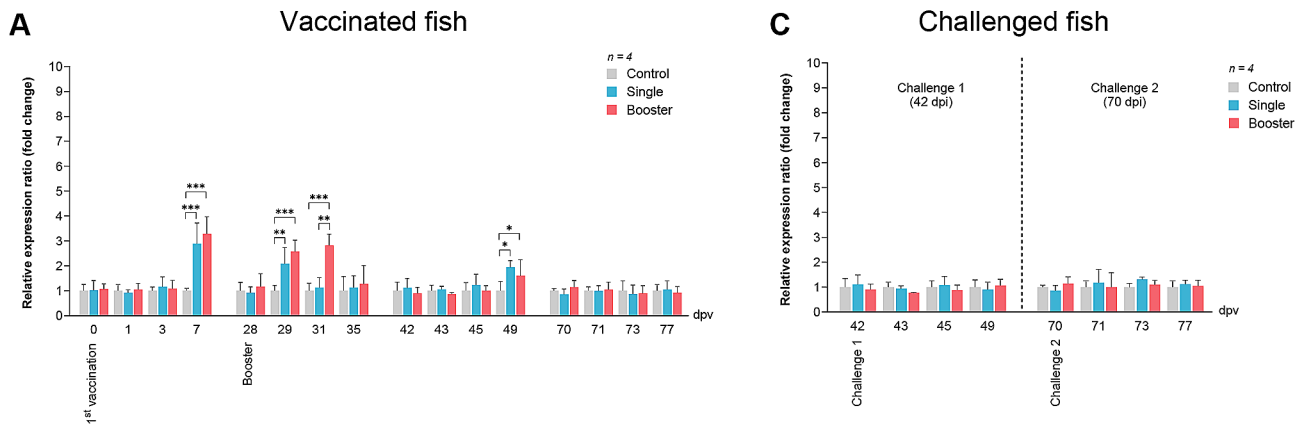 A
Vaccinated fish
n = 4
Control
Single
Booster
Relative expression ratio (fold change)
10
9
8
7
6
5
4
3
2
1
0
***
***
**
***
***
**
*
*
0 1 3 7 28 29 31 35 42 43 45 49 70 71 73 77 dpv
1st vaccination
Booster
C
Challenged fish
n = 4
Control
Single
Booster
Challenge 1
(42 dpi)
Challenge 2
(70 dpi)
Relative expression ratio (fold change)
10
9
8
7
6
5
4
3
2
1
0
42 43 45 49 70 71 73 77 dpv
Challenge 1
Challenge 2